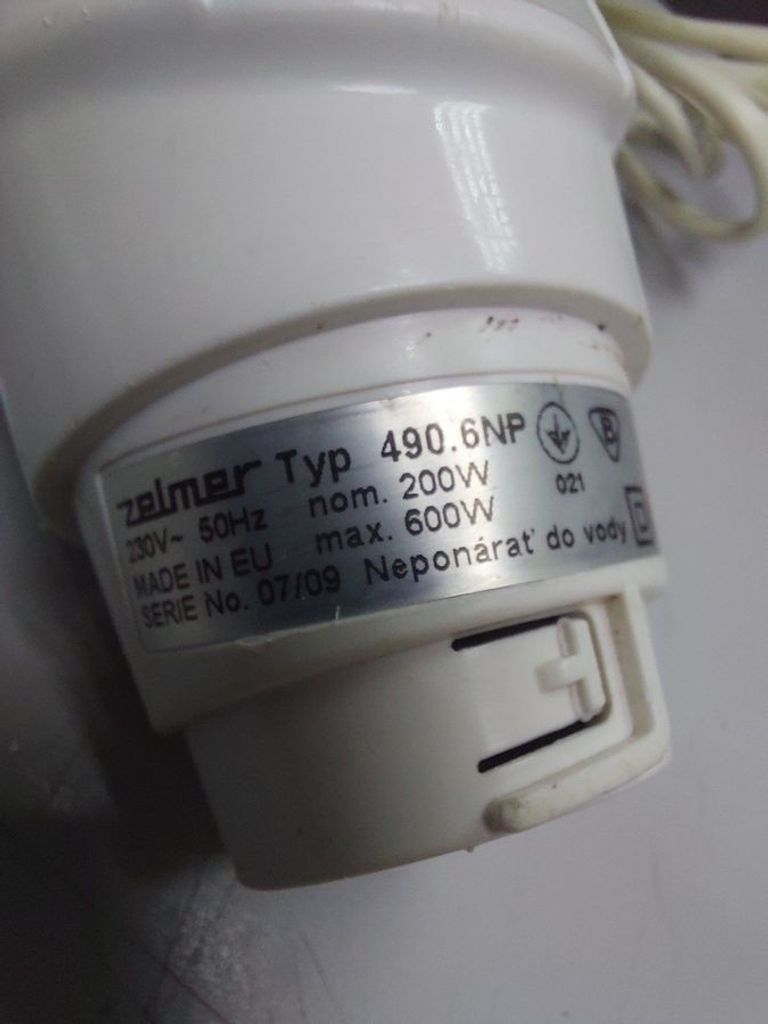 zelmer Typ 490.6NP B
230V~ 50Hz nom. 200W 021
MADE IN EU max. 600W
SERIE No. 07/09 Neponárať do vody